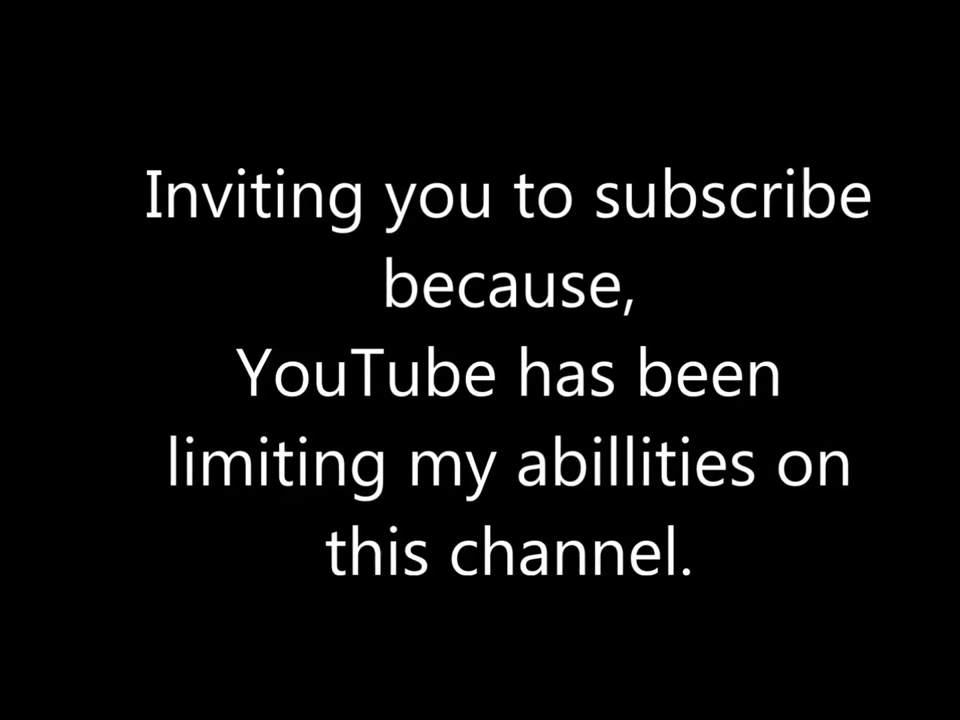 Inviting you to subscribe
because,
YouTube has been
limiting my abillities on
this channel.